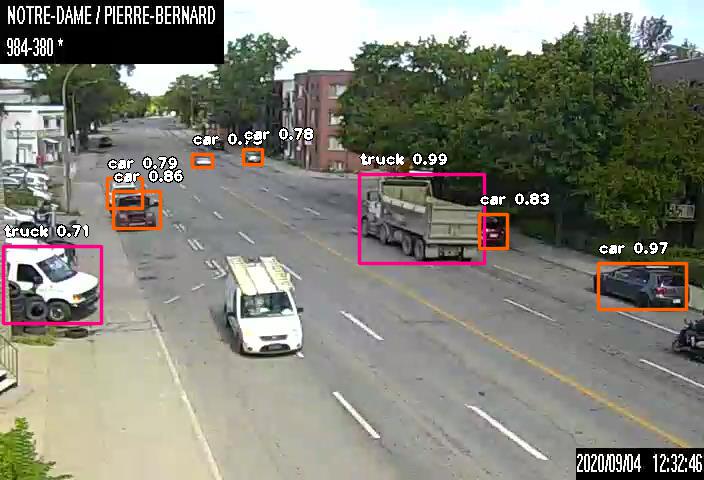 NOTRE-DAME / PIERRE-BERNARD
984-380 *
car 0.78
car 0.79
car 0.86
truck 0.99
car 0.83
truck 0.71
car 0.97
2020/09/04 12:32:46